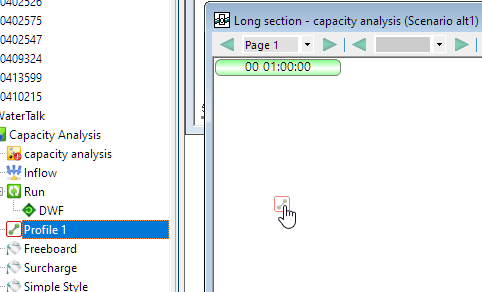 0402526
0402575
0402547
0409324
0413599
0410215
WaterTalk
Capacity Analysis
capacity analysis
Inflow
Run
DWF
Profile 1
Freeboard
Surcharge
Simple Style
Long section - capacity analysis (Scenario alt1)
Page 1
00 01:00:00